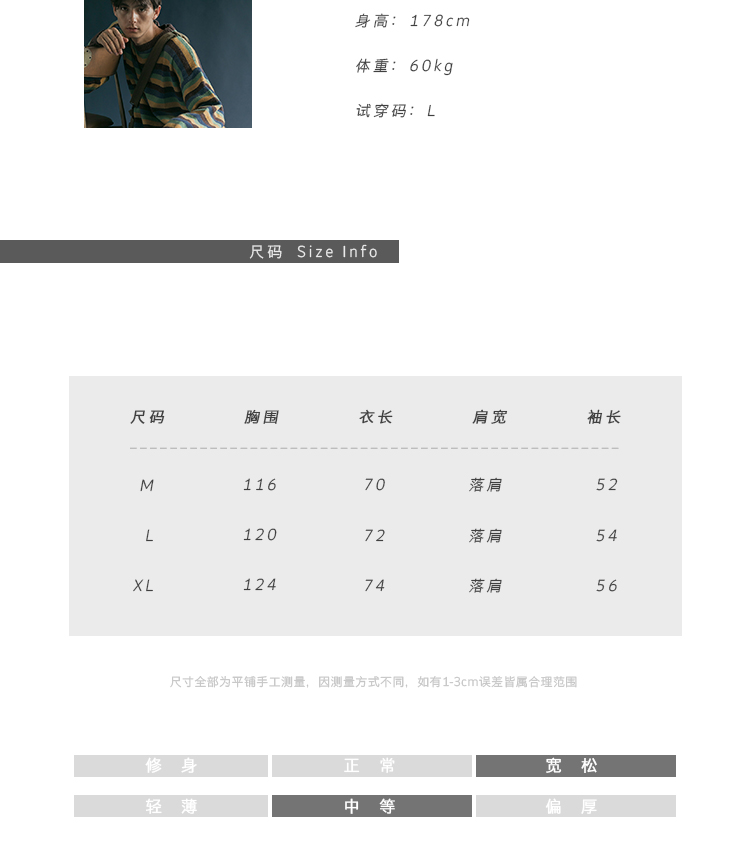 身高：178cm
体重：60kg
试穿码：L
尺码 Size Info
尺码 胸围 衣长 肩宽 袖长
M 116 70 落肩 52
L 120 72 落肩 54
XL 124 74 落肩 56
尺寸全部为平铺手工测量，因测量方式不同，如有1-3cm误差皆属合理范围
修 身 正 常 宽 松
轻 薄 中 等 偏 厚